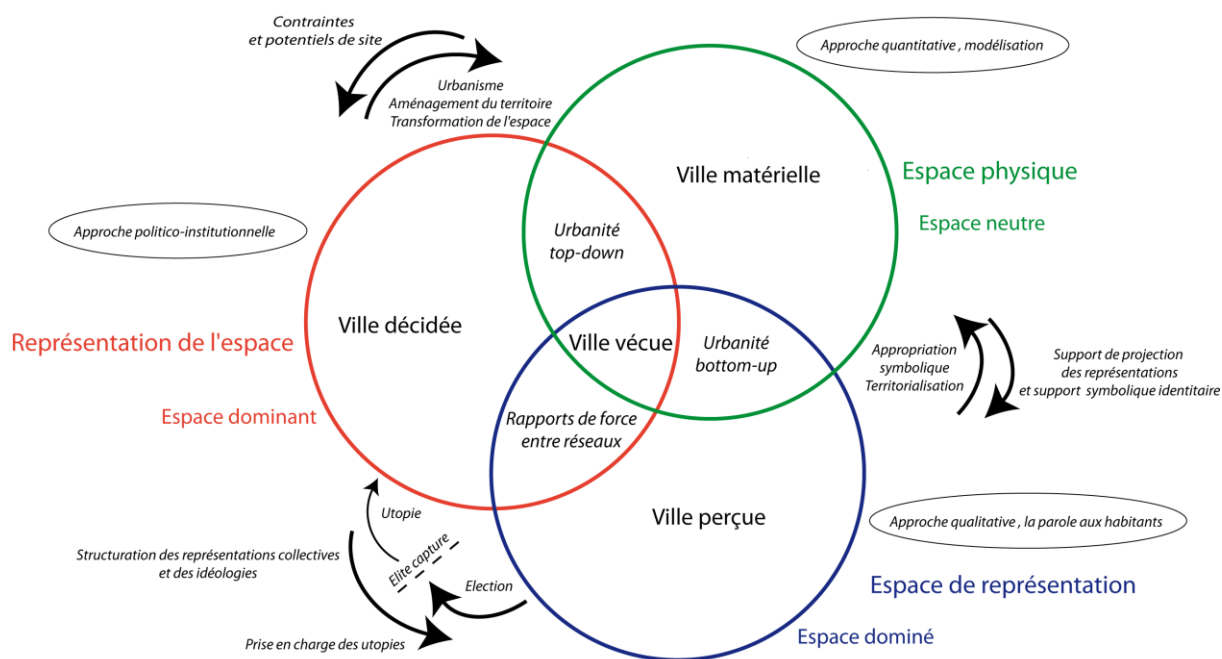 Contraintes
et potentiels de site
Approche quantitative , modélisation
Urbanisme
Aménagement du territoire
Transformation de l'espace
Ville matérielle
Espace physique
Espace neutre
Approche politico-institutionnelle
Urbanité
top-down
Ville décidée
Représentation de l'espace
Espace dominant
Ville vécue
Urbanité
bottom-up
Appropriation
symbolique
Territorialisation
Support de projection
des représentations
et support symbolique identitaire
Rapports de force
entre réseaux
Ville perçue
Approche qualitative , la parole aux habitants
Espace de représentation
Espace dominé
Utopie
Structuration des représentations collectives
et des idéologies
Elite capture
Election
Prise en charge des utopies